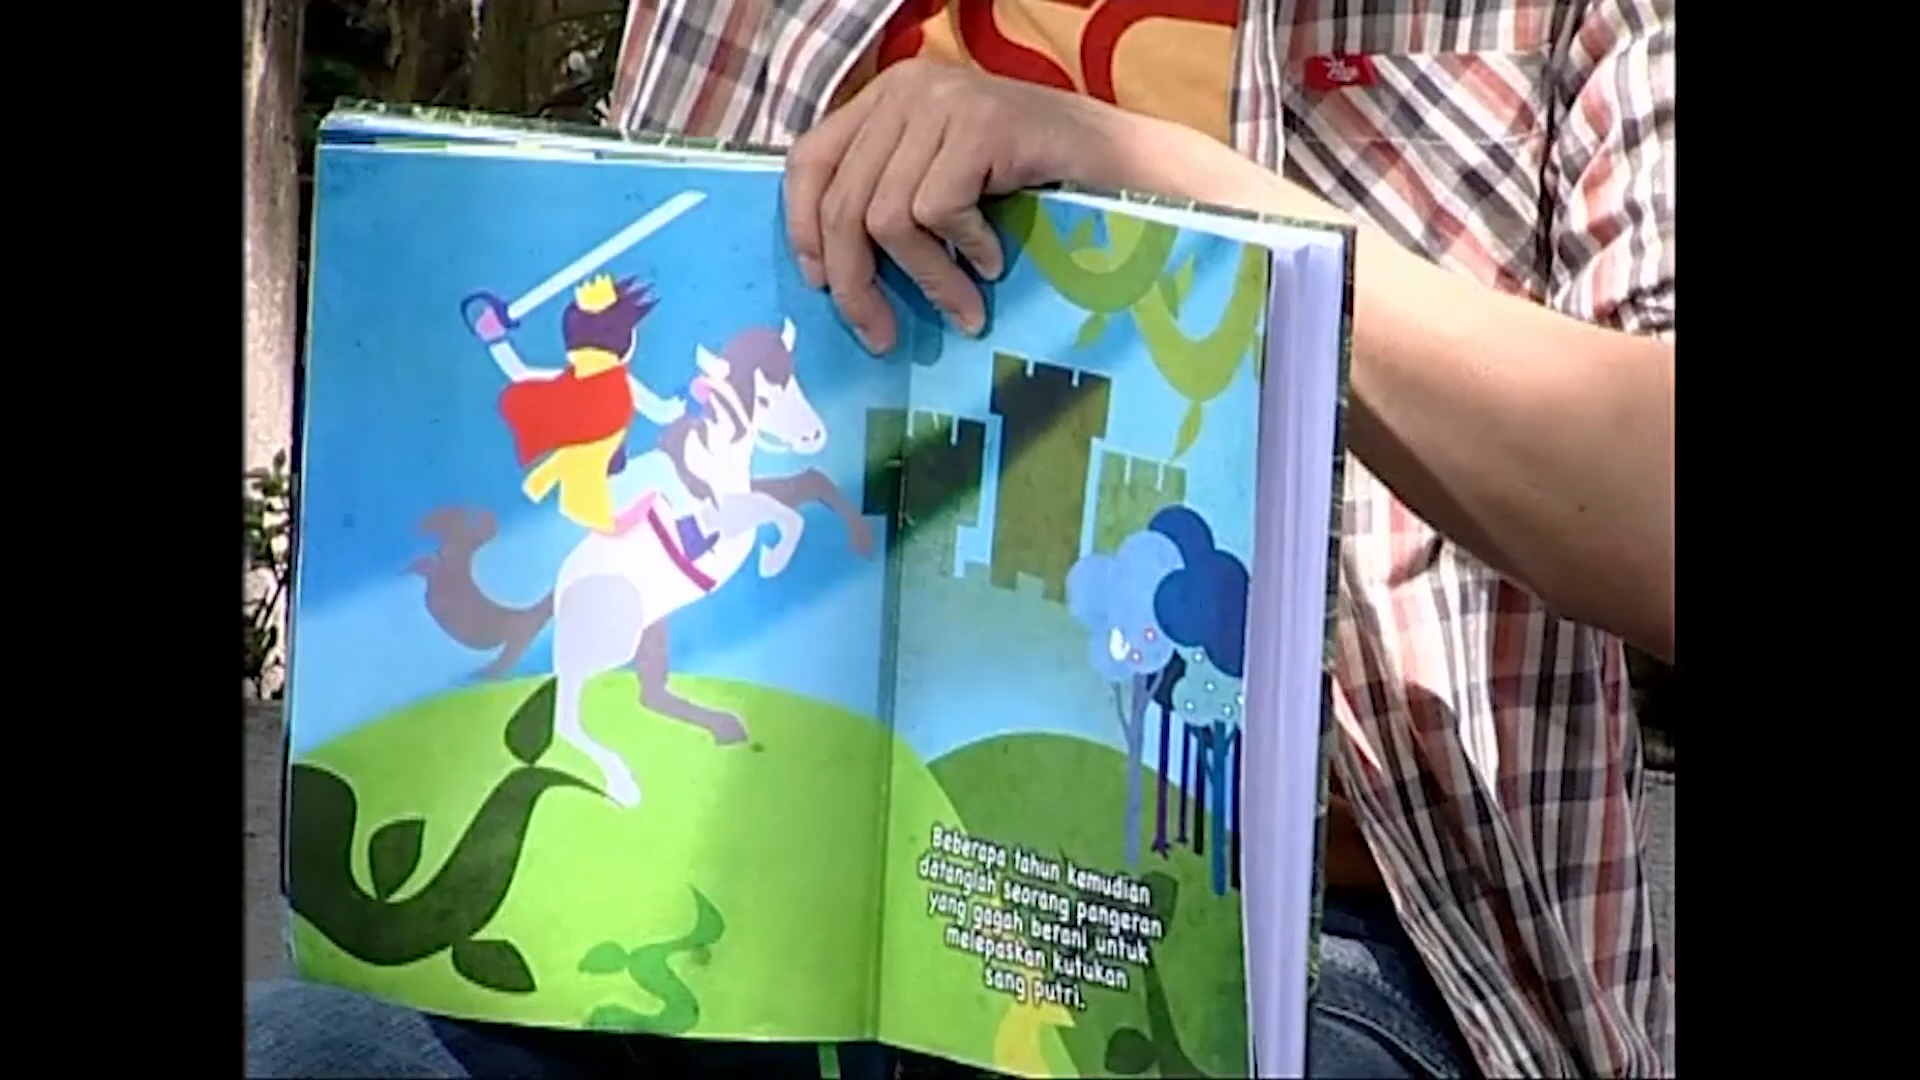 Beberapa tahun kemudian
datanglah seorang pangeran
yang gagah berani untuk
melepaskan kutukan
sang putri.